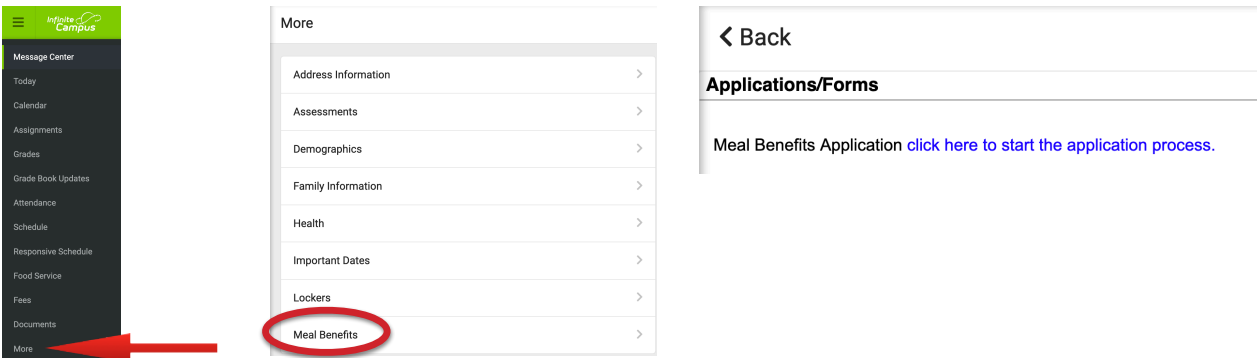 Infinite
Campus
Message Center
Today
Calendar
Assignments
Grades
Grade Book Updates
Attendance
Schedule
Responsive Schedule
Food Service
Fees
Documents
More
More
Address Information
Assessments
Demographics
Family Information
Health
Important Dates
Lockers
Meal Benefits
Back
Applications/Forms
Meal Benefits Application click here to start the application process.